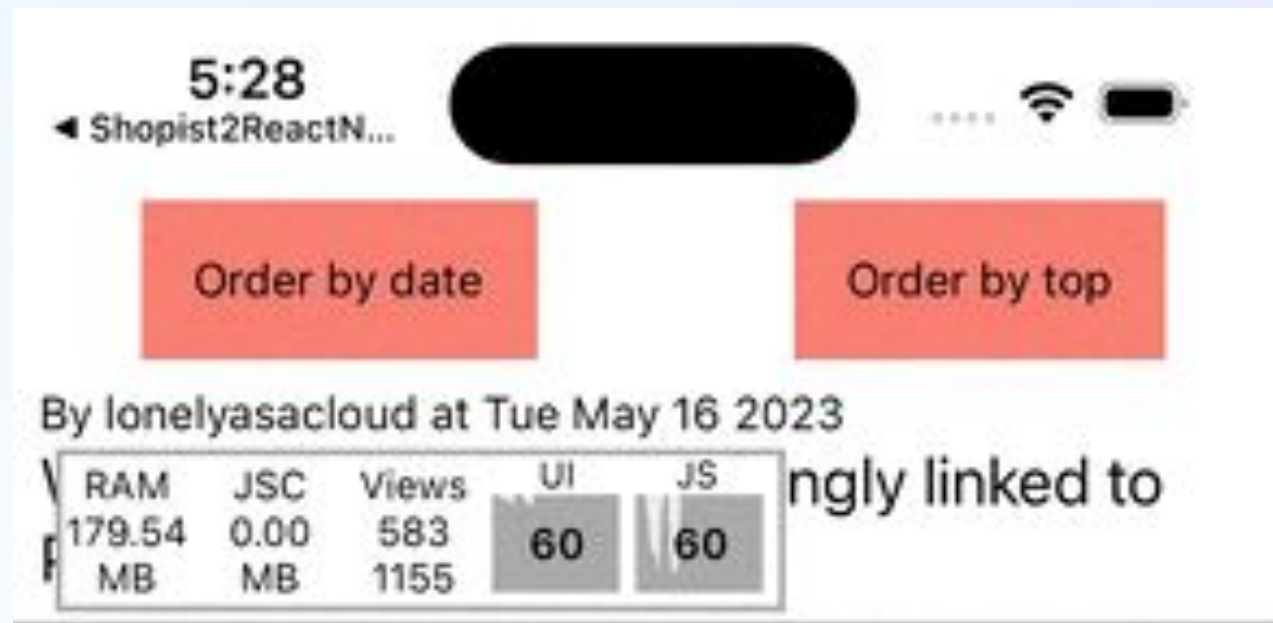 5:28
◀ Shopist2ReactN...
Order by date
Order by top
By lonelyasacloud at Tue May 16 2023
ngly linked to
RAM JSC Views UI JS
179.54 0.00 583 60 60
MB MB 1155